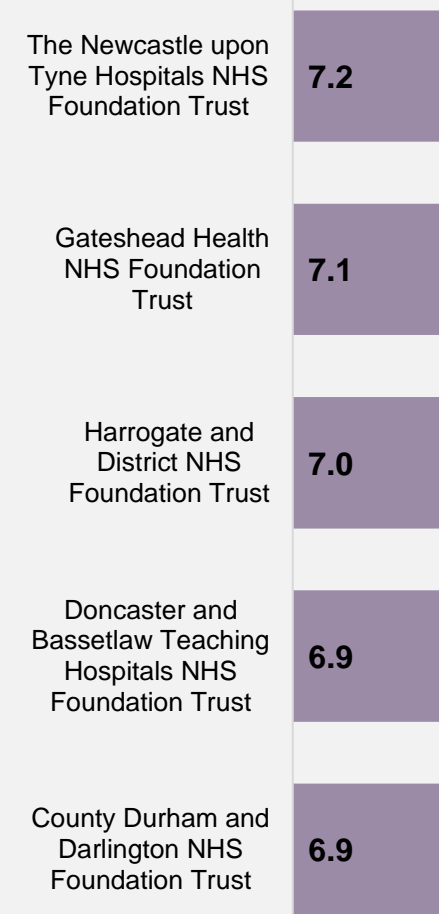 The Newcastle upon
Tyne Hospitals NHS
Foundation Trust
7.2
Gateshead Health
NHS Foundation
Trust
7.1
Harrogate and
District NHS
Foundation Trust
7.0
Doncaster and
Bassetlaw Teaching
Hospitals NHS
Foundation Trust
6.9
County Durham and
Darlington NHS
Foundation Trust
6.9